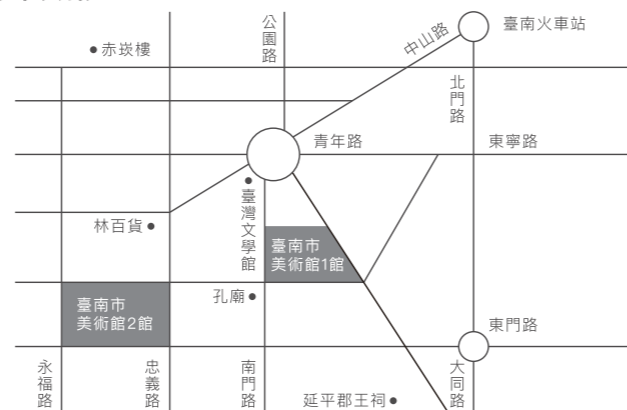 公園路
中山路
臺南火車站
赤崁樓
北門路
青年路
東寧路
臺灣文學館
林百貨
臺南市
美術館1館
孔廟
臺南市
美術館2館
東門路
永福路
忠義路
南門路
大同路
延平郡王祠